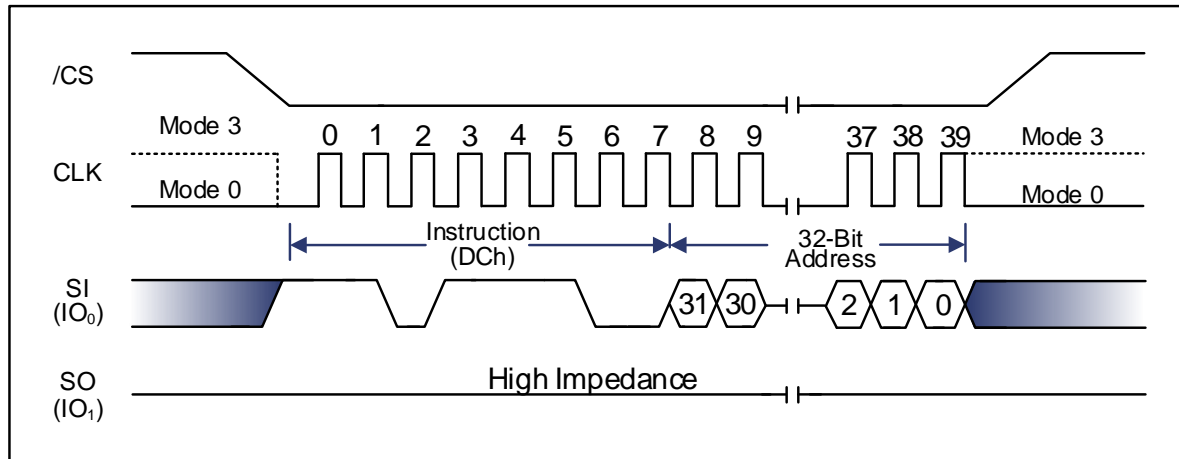 /CS
Mode 3
0 1 2 3 4 5 6 7 8 9 37 38 39
Mode 3
CLK
Mode 0
Mode 0
Instruction
(DCh)
32-Bit
Address
SI
(IO₀)
31 30 2 1 0
SO
(IO₁)
High Impedance